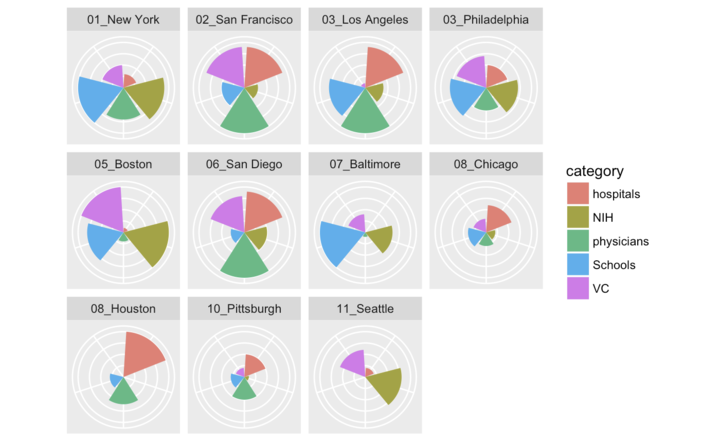 01_New York
02_San Francisco
03_Los Angeles
03_Philadelphia
05_Boston
06_San Diego
07_Baltimore
08_Chicago
08_Houston
10_Pittsburgh
11_Seattle
category
hospitals
NIH
physicians
Schools
VC